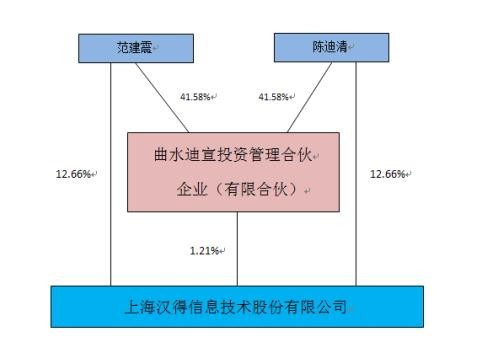 范建震
陈迪清
41.58%
41.58%
曲水迪宣投资管理合伙
企业（有限合伙）
12.66%
12.66%
1.21%
上海汉得信息技术股份有限公司